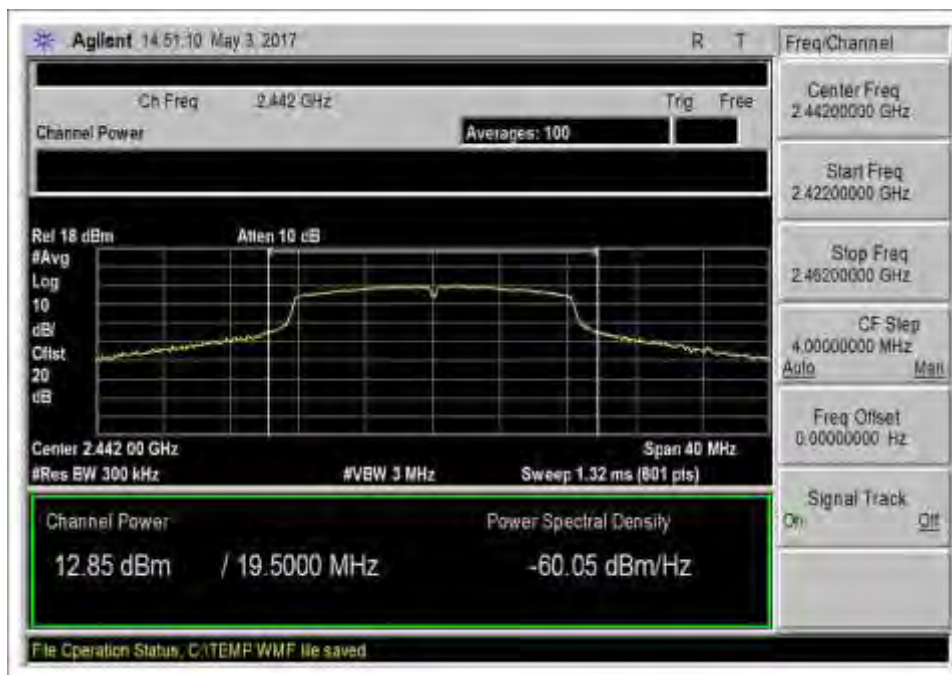 Agilent 14:51:10 May 3, 2017 R T
Freq/Channel
Ch Freq 2.442 GHz Trig Free
Channel Power Averages: 100
Ref 18 dBm Atten 10 dB
#Avg
Log
10
dB/
Offst
20
dB
Center 2.442 00 GHz Span 40 MHz
#Res BW 300 kHz #VBW 3 MHz Sweep 1.32 ms (601 pts)
Channel Power Power Spectral Density
12.85 dBm / 19.5000 MHz -60.05 dBm/Hz
File Operation Status, C:\TEMP.WMF file saved
Center Freq
2.44200000 GHz
Start Freq
2.42200000 GHz
Stop Freq
2.46200000 GHz
CF Step
4.00000000 MHz
Auto Man
Freq Offset
0.00000000 Hz
Signal Track
On Off